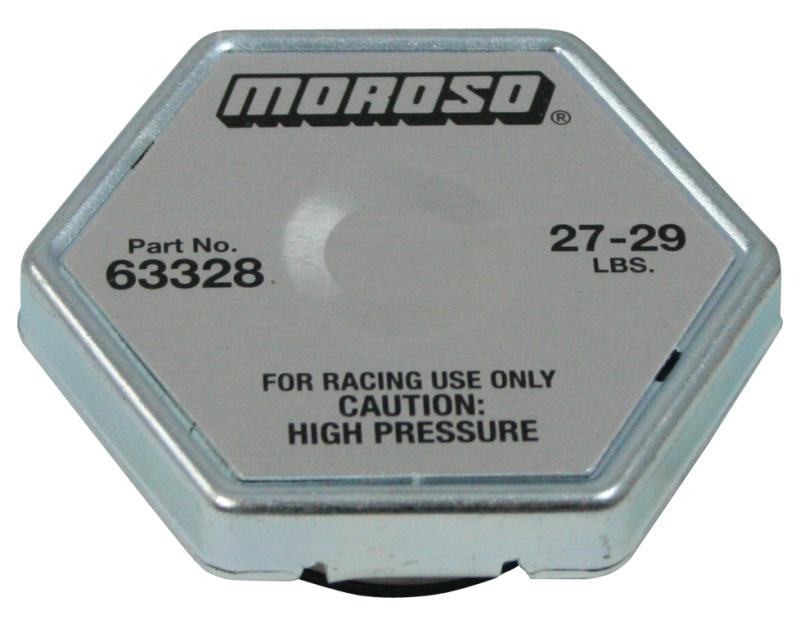 MOROSO®
Part No.
63328
27-29
LBS.
FOR RACING USE ONLY
CAUTION:
HIGH PRESSURE